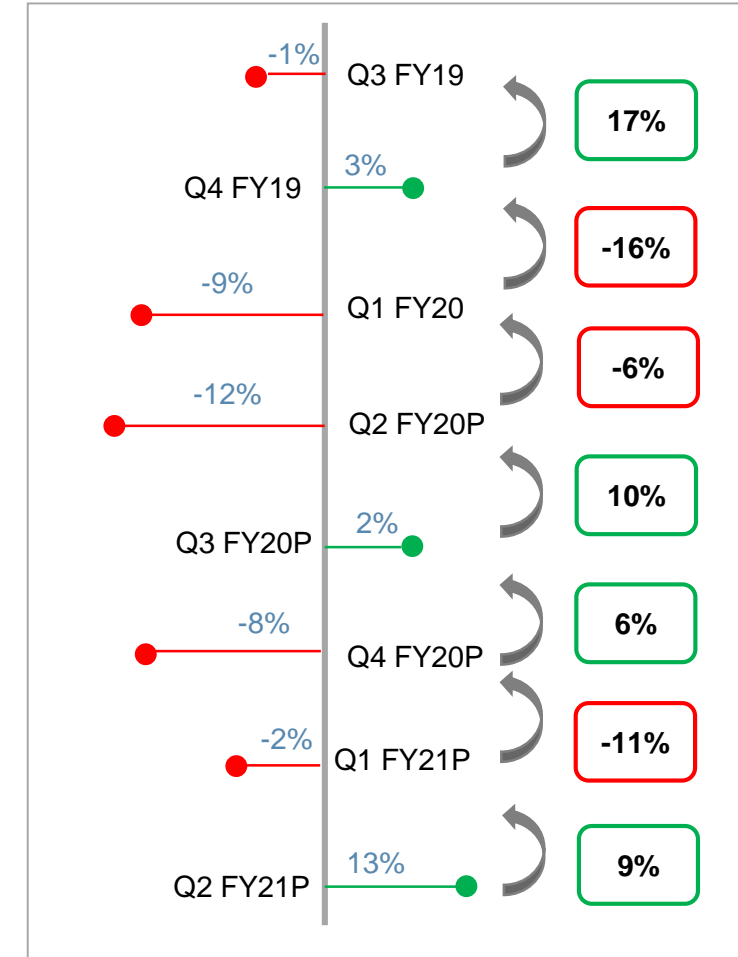 -1%
Q3 FY19
17%
3%
Q4 FY19
-16%
-9%
Q1 FY20
-6%
-12%
Q2 FY20P
10%
2%
Q3 FY20P
6%
-8%
Q4 FY20P
-11%
-2%
Q1 FY21P
9%
13%
Q2 FY21P